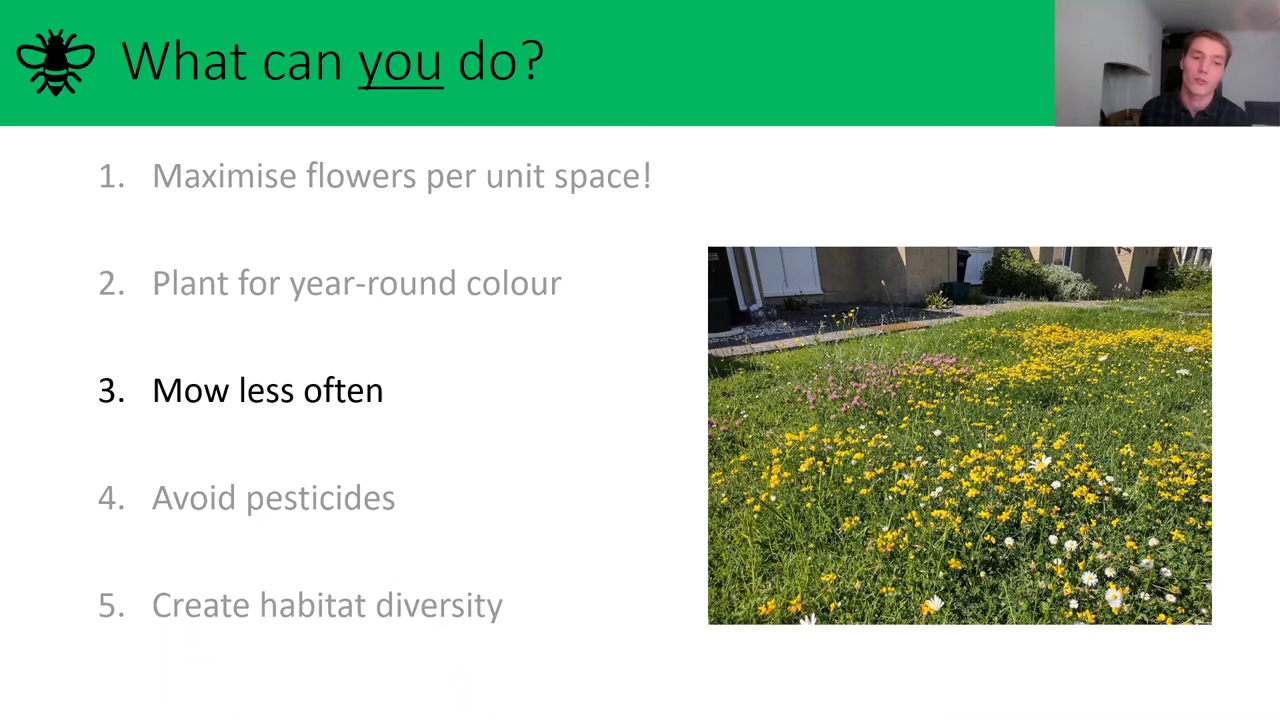 What can you do?
1. Maximise flowers per unit space!
2. Plant for year-round colour
3. Mow less often
4. Avoid pesticides
5. Create habitat diversity